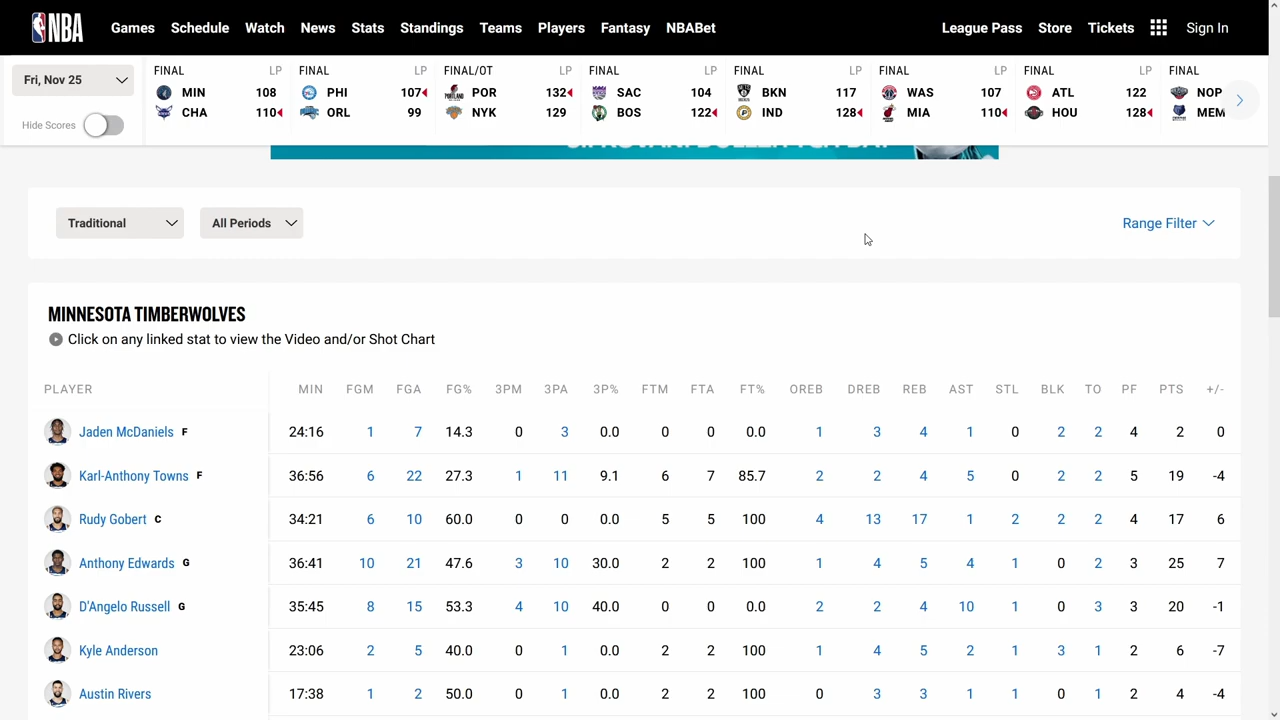 NBA Games Schedule Watch News Stats Standings Teams Players Fantasy NBABet League Pass Store Tickets Sign In
Fri, Nov 25
Hide Scores
FINAL LP
MIN 108
CHA 110
FINAL LP
PHI 107
ORL 99
FINAL/OT LP
POR 132
NYK 129
FINAL LP
SAC 104
BOS 122
FINAL LP
BKN 117
IND 128
FINAL LP
WAS 107
MIA 110
FINAL LP
ATL 122
HOU 128
FINAL
NOP
MEM
Traditional All Periods Range Filter
MINNESOTA TIMBERWOLVES
Click on any linked stat to view the Video and/or Shot Chart
PLAYER MIN FGM FGA FG% 3PM 3PA 3P% FTM FTA FT% OREB DREB REB AST STL BLK TO PF PTS +/-
Jaden McDaniels F 24:16 1 7 14.3 0 3 0.0 0 0 0.0 1 3 4 1 0 2 2 4 2 0
Karl-Anthony Towns F 36:56 6 22 27.3 1 11 9.1 6 7 85.7 2 2 4 5 0 2 2 5 19 -4
Rudy Gobert C 34:21 6 10 60.0 0 0 0.0 5 5 100 4 13 17 1 2 2 2 4 17 6
Anthony Edwards G 36:41 10 21 47.6 3 10 30.0 2 2 100 1 4 5 4 1 0 2 3 25 7
D'Angelo Russell G 35:45 8 15 53.3 4 10 40.0 0 0 0.0 2 2 4 10 1 0 3 3 20 -1
Kyle Anderson 23:06 2 5 40.0 0 1 0.0 2 2 100 1 4 5 2 1 3 1 2 6 -7
Austin Rivers 17:38 1 2 50.0 0 1 0.0 2 2 100 0 3 3 1 1 0 1 2 4 -4